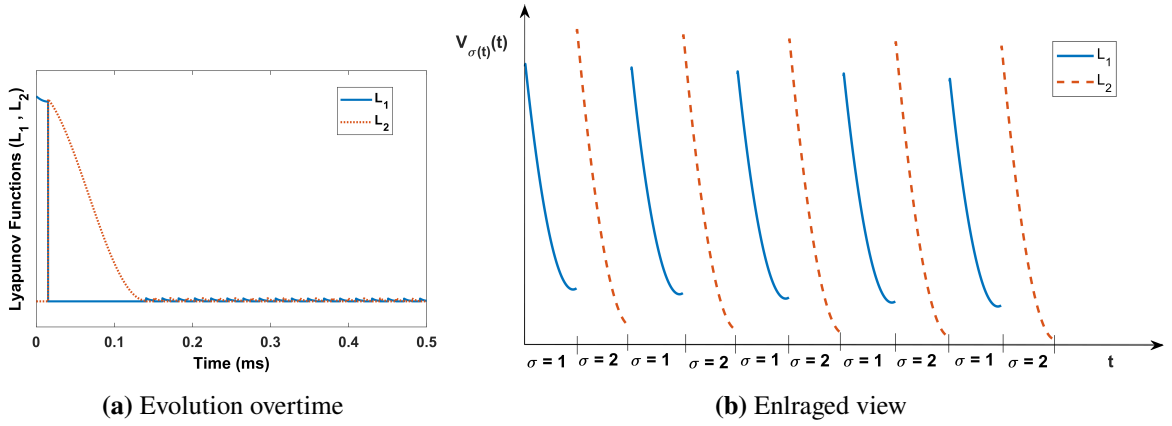 Lyapunov Functions (L1 , L2)
L1
L2
0 0.1 0.2 0.3 0.4 0.5
Time (ms)
(a) Evolution overtime
Vσ(t)(t)
L1
L2
σ = 1 σ = 2 σ = 1 σ = 2 σ = 1 σ = 2 σ = 1 σ = 2 σ = 1 σ = 2 t
(b) Enlraged view